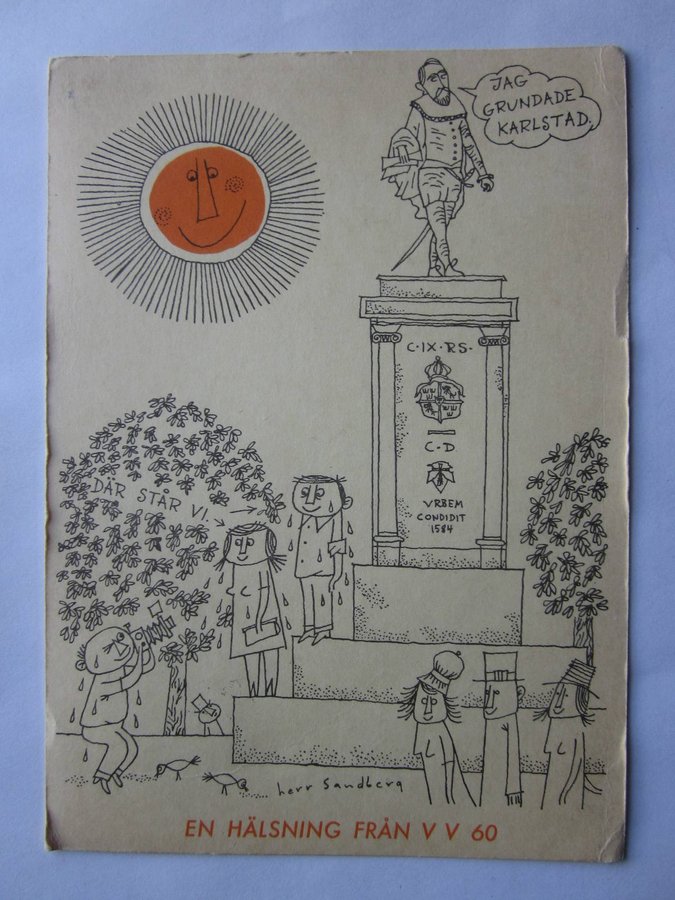 JAG
GRUNDADE
KARLSTAD.
C·IX·RS·
C·D
VRBEM
CONDIDIT
1584
DÄR STÅR VI.
herr Sandberg
EN HÄLSNING FRÅN V V 60